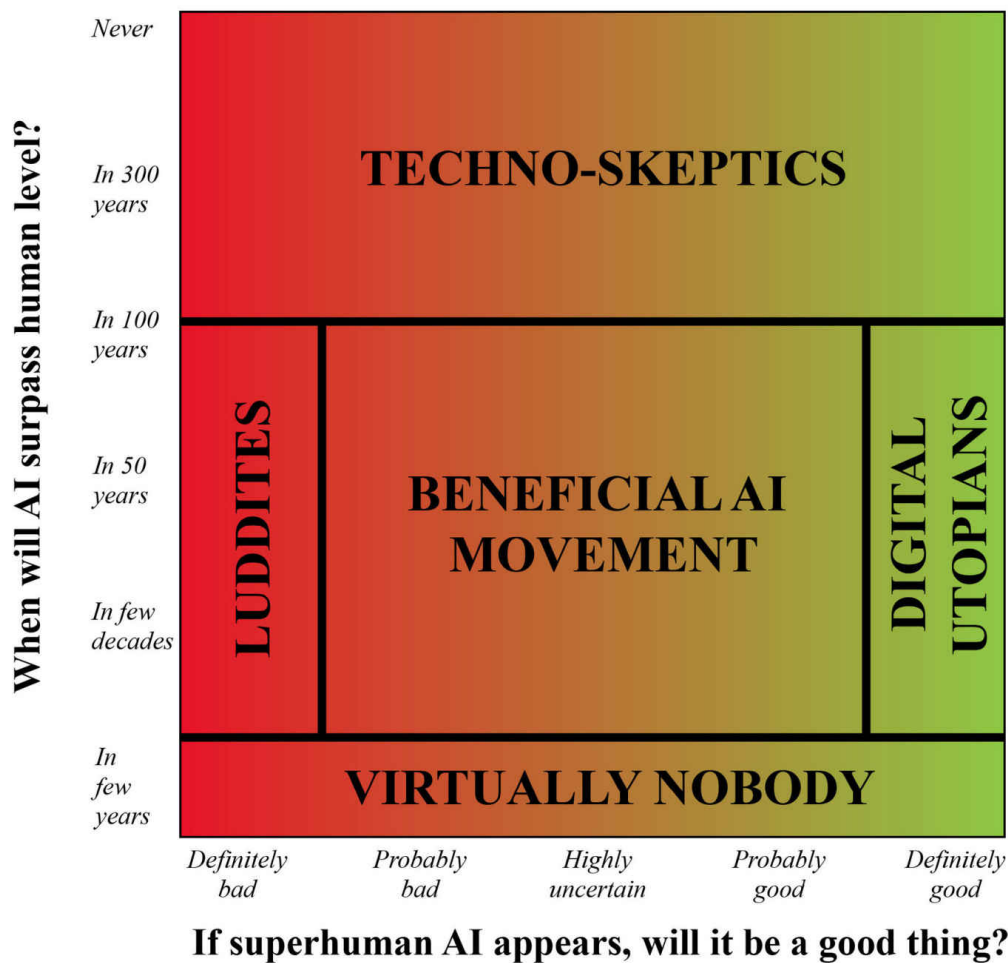 When will AI surpass human level?
Never
In 300
years
In 100
years
In 50
years
In few
decades
In
few
years
TECHNO-SKEPTICS
LUDDITES
BENEFICIAL AI
MOVEMENT
DIGITAL
UTOPIANS
VIRTUALLY NOBODY
Definitely
bad
Probably
bad
Highly
uncertain
Probably
good
Definitely
good
If superhuman AI appears, will it be a good thing?